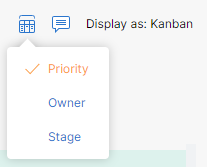 Display as: Kanban
Priority
Owner
Stage